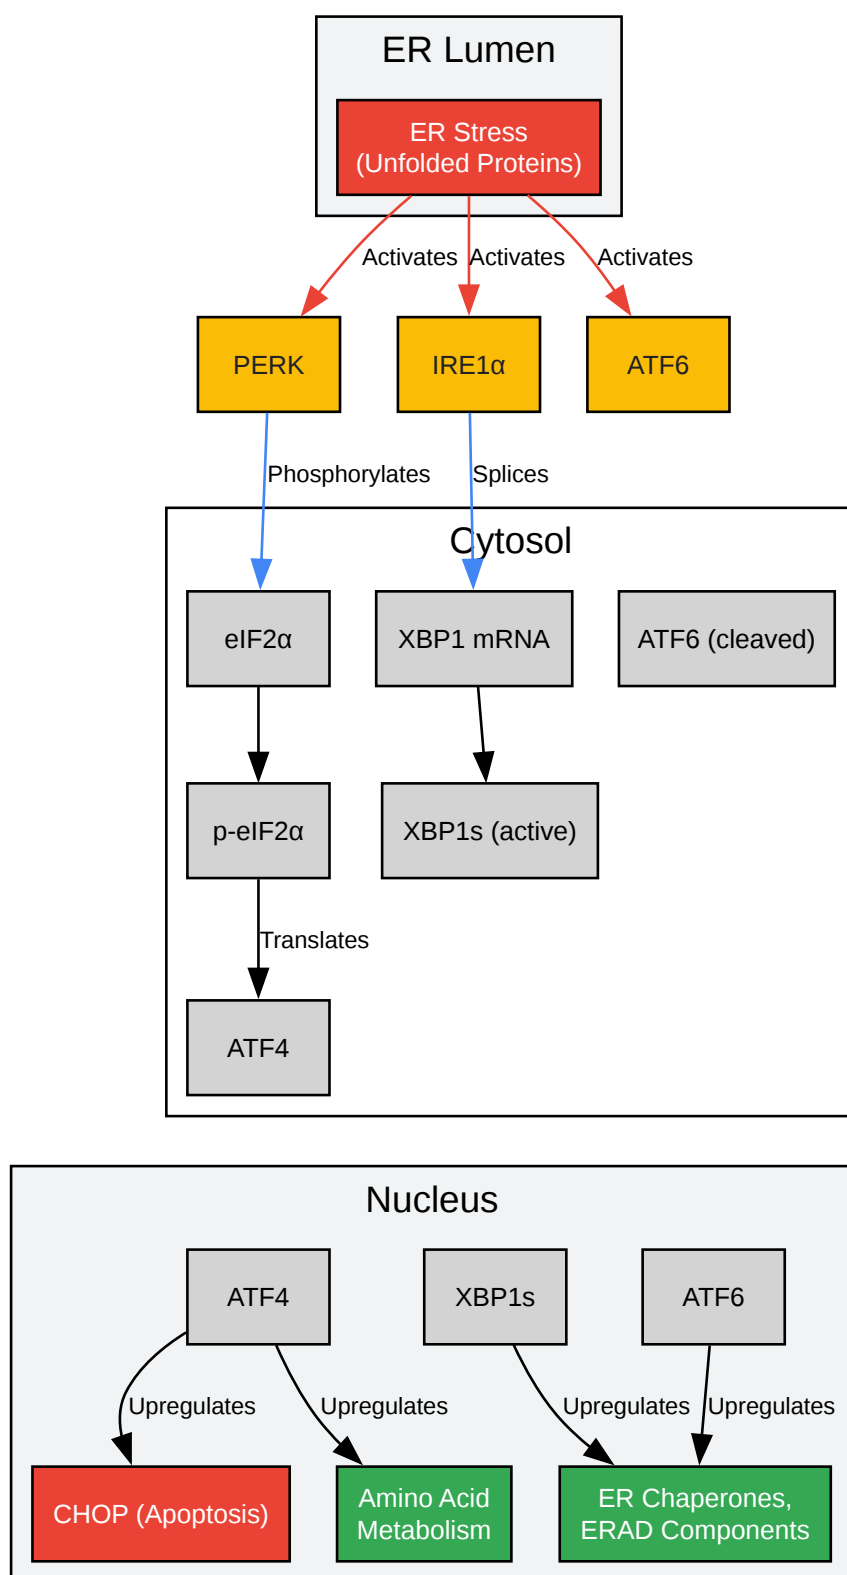 ER Lumen
ER Stress
(Unfolded Proteins)
Activates
Activates
Activates
PERK
IRE1α
ATF6
Phosphorylates
Splices
Cytosol
eIF2α
XBP1 mRNA
ATF6 (cleaved)
p-eIF2α
XBP1s (active)
Translates
ATF4
Nucleus
ATF4
XBP1s
ATF6
Upregulates
Upregulates
Upregulates
Upregulates
CHOP (Apoptosis)
Amino Acid
Metabolism
ER Chaperones,
ERAD Components